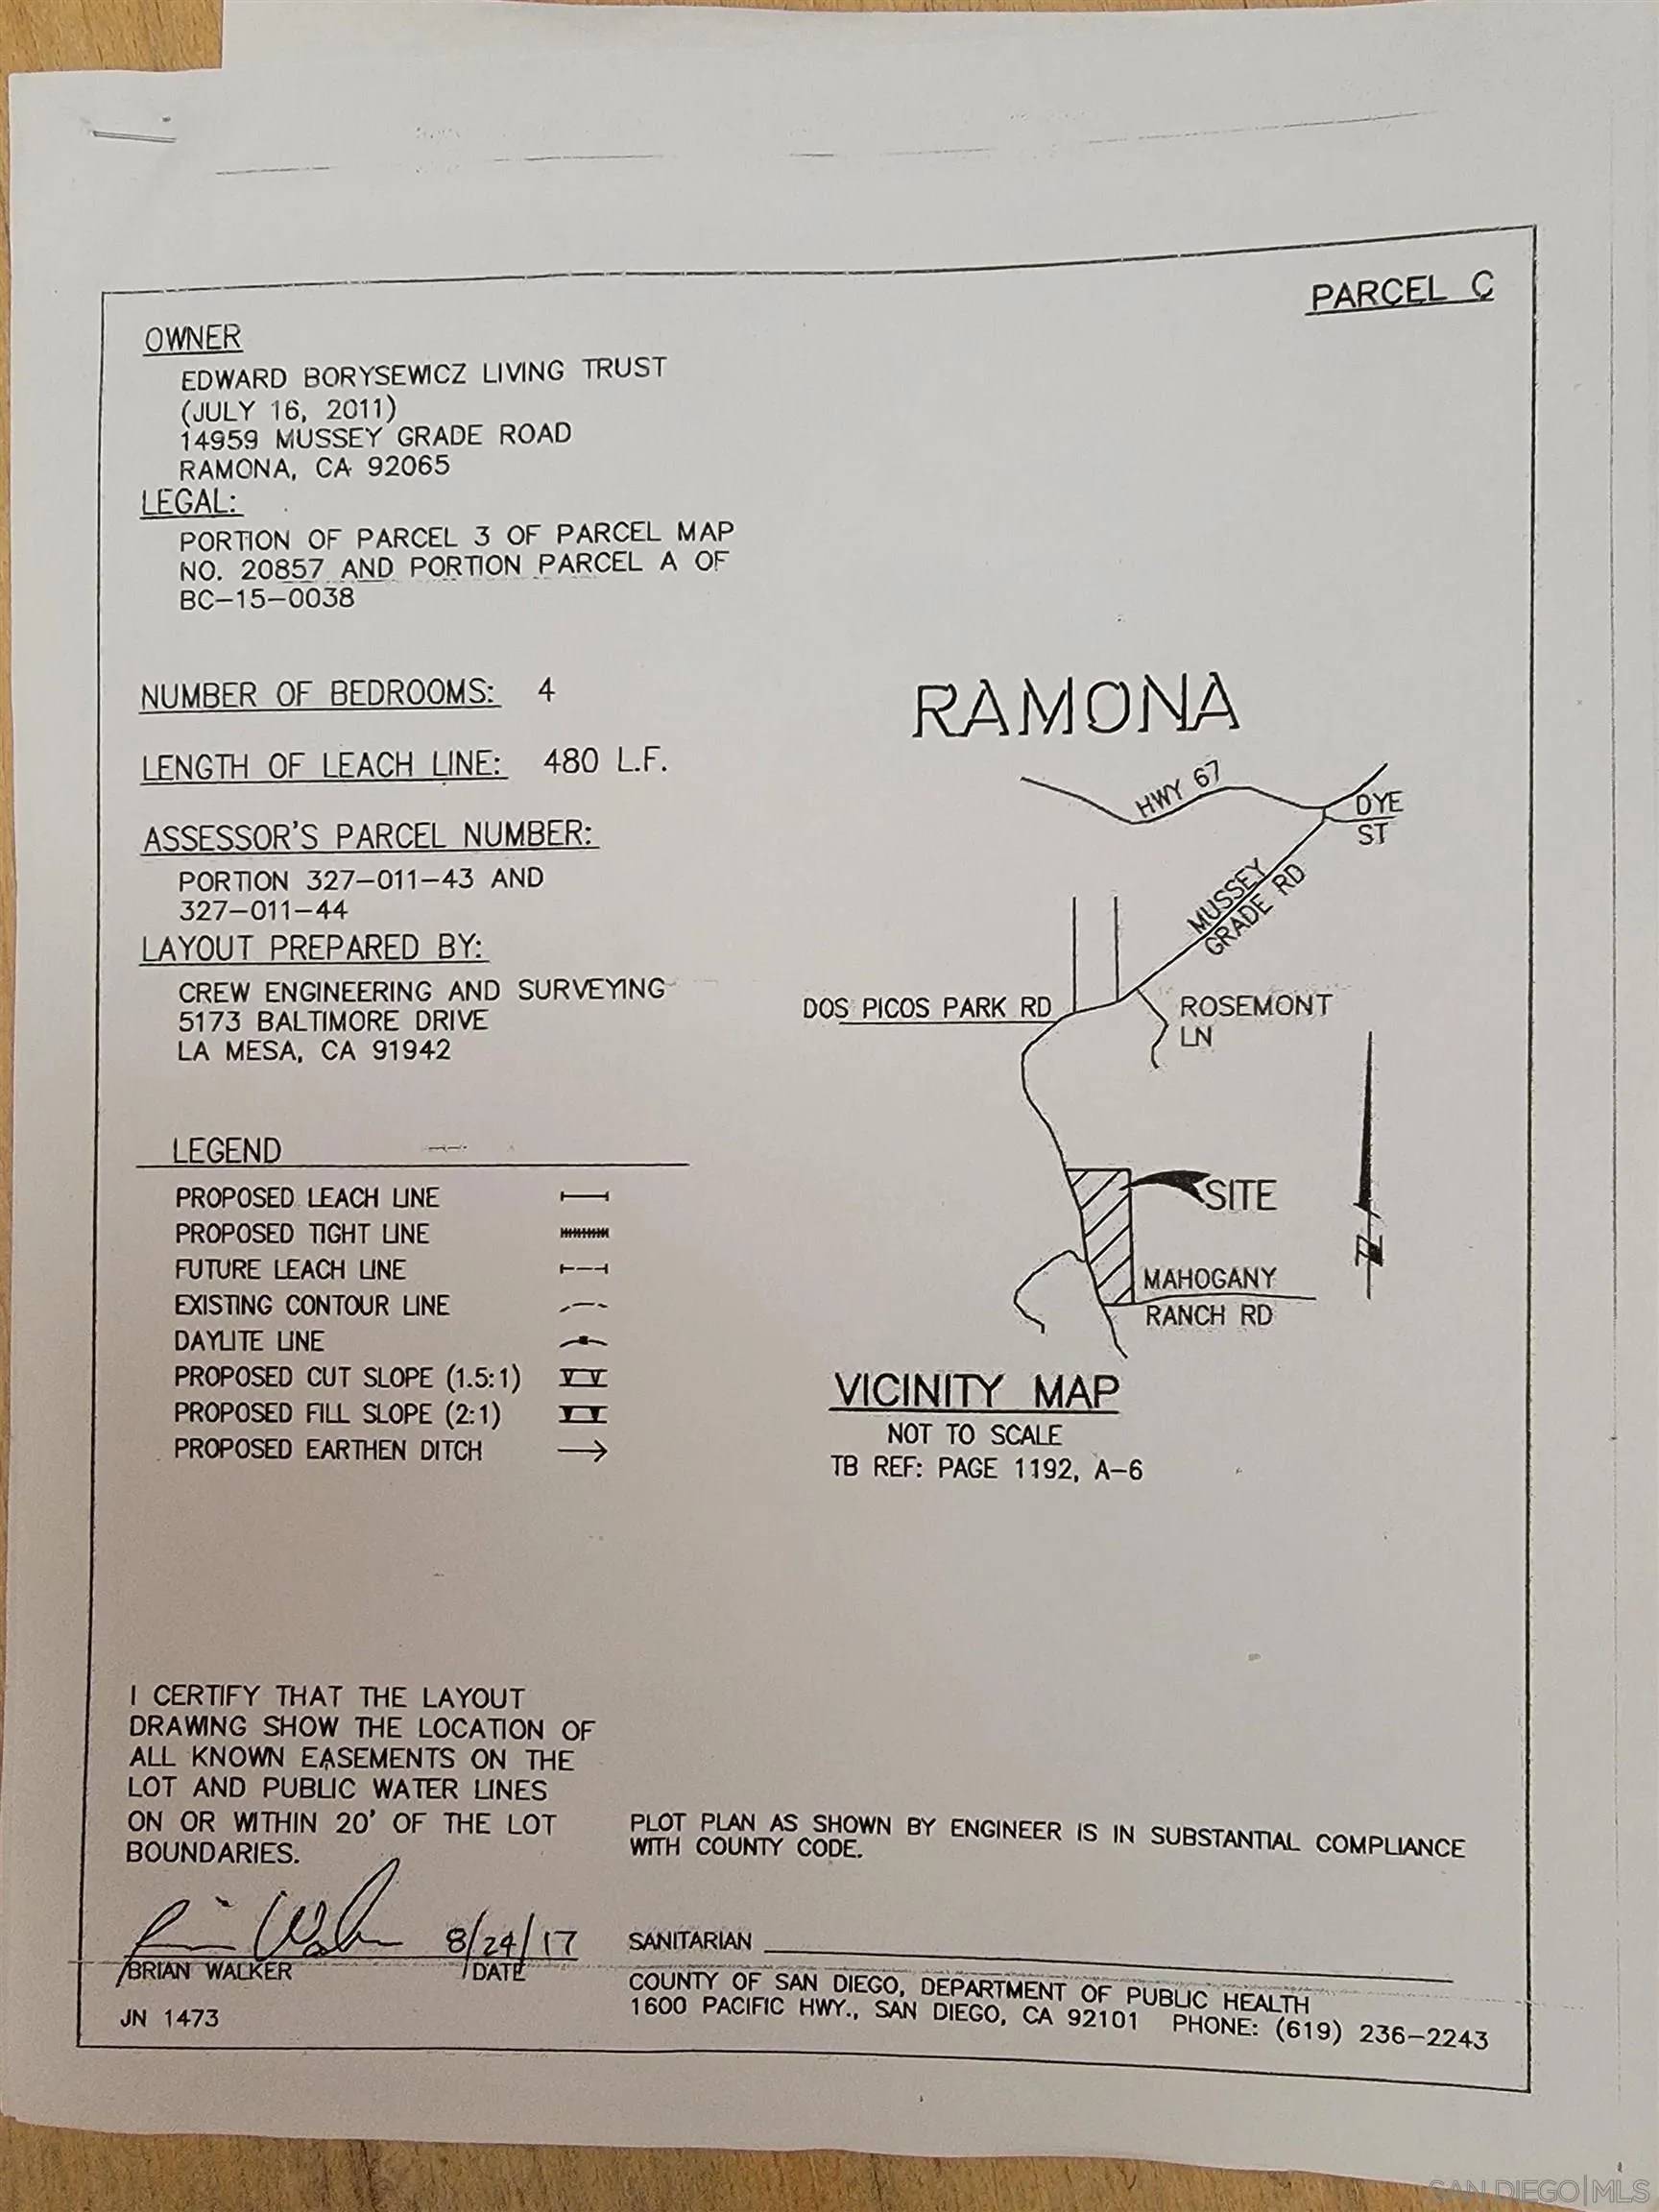 PARCEL C
OWNER
EDWARD BORYSEWICZ LIVING TRUST
(JULY 16, 2011)
14959 MUSSEY GRADE ROAD
RAMONA, CA 92065
LEGAL:
PORTION OF PARCEL 3 OF PARCEL MAP
NO. 20857 AND PORTION PARCEL A OF
BC-15-0038
NUMBER OF BEDROOMS: 4
LENGTH OF LEACH LINE: 480 L.F.
ASSESSOR'S PARCEL NUMBER:
PORTION 327-011-43 AND
327-011-44
LAYOUT PREPARED BY:
CREW ENGINEERING AND SURVEYING
5173 BALTIMORE DRIVE
LA MESA, CA 91942
LEGEND
PROPOSED LEACH LINE
PROPOSED TIGHT LINE
FUTURE LEACH LINE
EXISTING CONTOUR LINE
DAYLITE LINE
PROPOSED CUT SLOPE (1.5:1)
PROPOSED FILL SLOPE (2:1)
PROPOSED EARTHEN DITCH
RAMONA
HWY 67
DYE
ST
MUSSEY
GRADE RD
DOS PICOS PARK RD
ROSEMONT
LN
SITE
N
MAHOGANY
RANCH RD
VICINITY MAP
NOT TO SCALE
TB REF: PAGE 1192, A-6
I CERTIFY THAT THE LAYOUT
DRAWING SHOW THE LOCATION OF
ALL KNOWN EASEMENTS ON THE
LOT AND PUBLIC WATER LINES
ON OR WITHIN 20' OF THE LOT
BOUNDARIES.
Brian Walker 8/24/17
BRIAN WALKER DATE
JN 1473
PLOT PLAN AS SHOWN BY ENGINEER IS IN SUBSTANTIAL COMPLIANCE
WITH COUNTY CODE.
SANITARIAN
COUNTY OF SAN DIEGO, DEPARTMENT OF PUBLIC HEALTH
1600 PACIFIC HWY., SAN DIEGO, CA 92101 PHONE: (619) 236-2243
SAN DIEGO|MLS